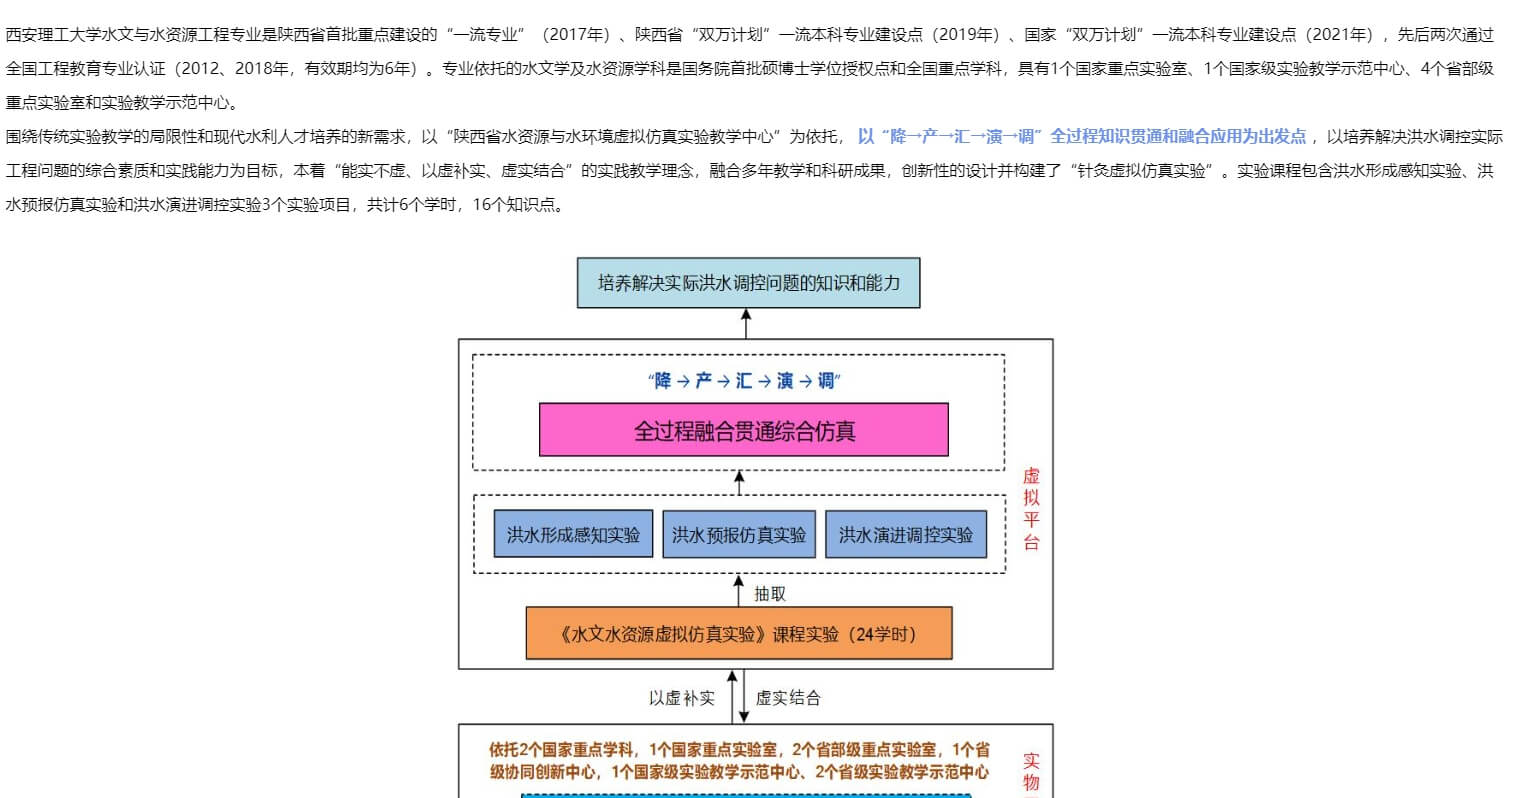 西安理工大学水文与水资源工程专业是陕西省首批重点建设的“一流专业”（2017年）、陕西省“双万计划”一流本科专业建设点（2019年）、国家“双万计划”一流本科专业建设点（2021年），先后两次通过
全国工程教育专业认证（2012、2018年，有效期均为6年）。专业依托的水文学及水资源学科是国务院首批硕博士学位授权点和全国重点学科，具有1个国家重点实验室、1个国家级实验教学示范中心、4个省部级
重点实验室和实验教学示范中心。
围绕传统实验教学的局限性和现代水利人才培养的新需求，以“陕西省水资源与水环境虚拟仿真实验教学中心”为依托， 以“降→产→汇→演→调”全过程知识贯通和融合应用为出发点 ，以培养解决洪水调控实际
工程问题的综合素质和实践能力为目标，本着“能实不虚、以虚补实、虚实结合”的实践教学理念，融合多年教学和科研成果，创新性的设计并构建了“针灸虚拟仿真实验”。实验课程包含洪水形成感知实验、洪
水预报仿真实验和洪水演进调控实验3个实验项目，共计6个学时，16个知识点。
培养解决实际洪水调控问题的知识和能力
“降→产→汇→演→调”
全过程融合贯通综合仿真
虚拟平台
洪水形成感知实验 洪水预报仿真实验 洪水演进调控实验
抽取
《水文水资源虚拟仿真实验》课程实验（24学时）
以虚补实 虚实结合
依托2个国家重点学科，1个国家重点实验室，2个省部级重点实验室，1个省
级协同创新中心，1个国家级实验教学示范中心、2个省级实验教学示范中心
实物